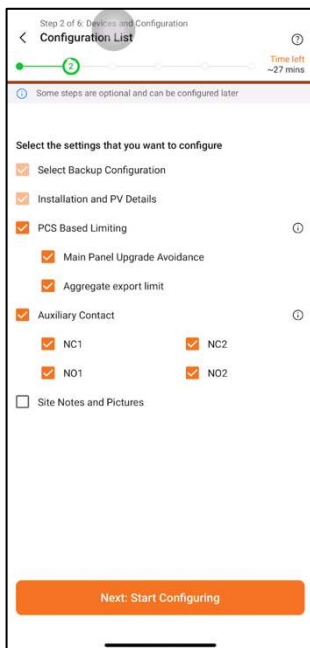 Step 2 of 6: Devices and Configuration
Configuration List
2
Time left
~27 mins
Some steps are optional and can be configured later
Select the settings that you want to configure
Select Backup Configuration
Installation and PV Details
PCS Based Limiting
Main Panel Upgrade Avoidance
Aggregate export limit
Auxiliary Contact
NC1 NC2
NO1 NO2
Site Notes and Pictures
Next: Start Configuring